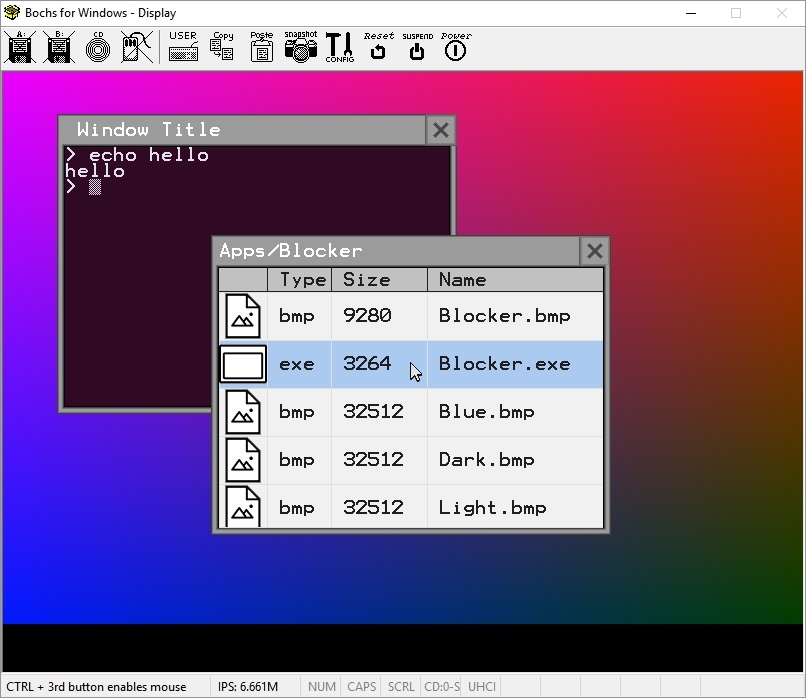 Bochs for Windows - Display
A: B: CD USER Copy Paste Snapshot CONFIG Reset SUSPEND Power
Window Title
> echo hello
hello
>
Apps/Blocker
Type Size Name
bmp 9280 Blocker.bmp
exe 3264 Blocker.exe
bmp 32512 Blue.bmp
bmp 32512 Dark.bmp
bmp 32512 Light.bmp
CTRL + 3rd button enables mouse IPS: 6.661M NUM CAPS SCRL CD:0-S UHCI